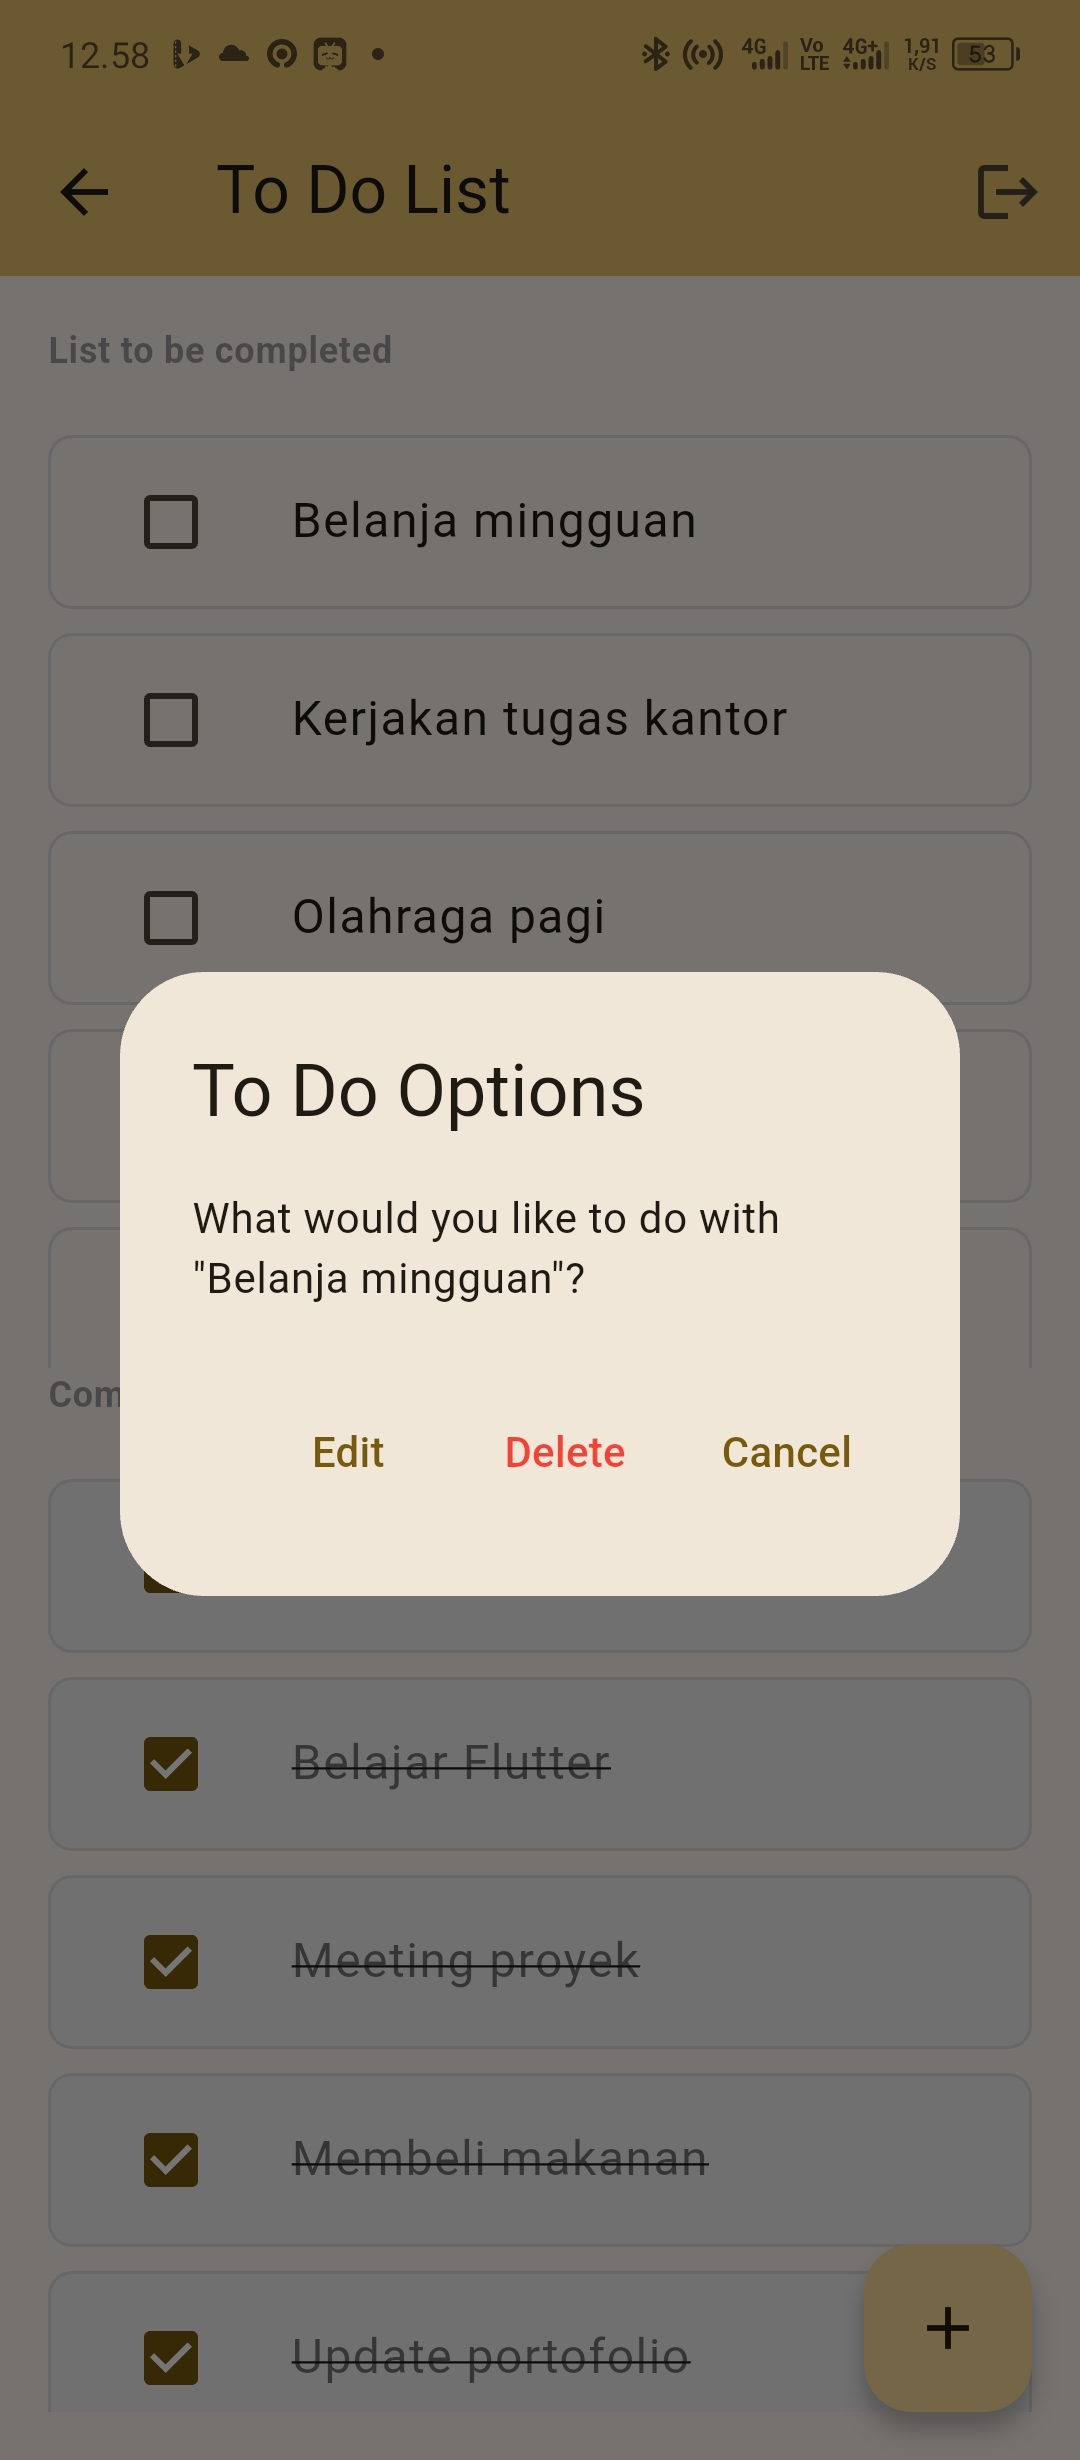 12.58
4G
Vo
LTE
4G+
1,91
K/S
53
To Do List
List to be completed
Belanja mingguan
Kerjakan tugas kantor
Olahraga pagi
To Do Options
What would you like to do with
"Belanja mingguan"?
Edit
Delete
Cancel
Belajar Flutter
Meeting proyek
Membeli makanan
Update portofolio